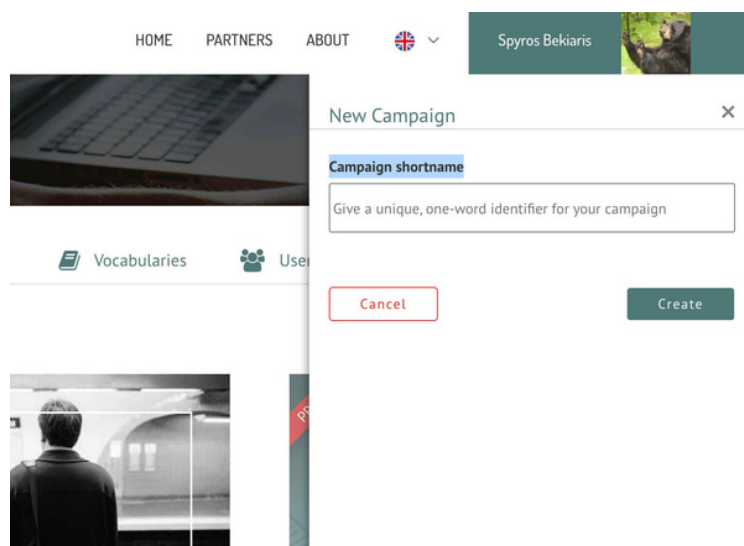 HOME PARTNERS ABOUT Spyros Bekiaris
New Campaign
Campaign shortname
Give a unique, one-word identifier for your campaign
Vocabularies
Cancel Create